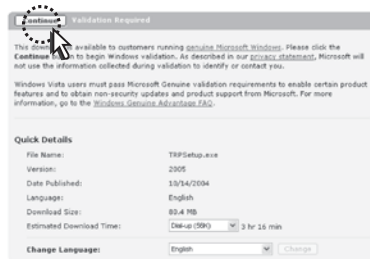 Continue Validation Required
This download is available to customers running genuine Microsoft Windows. Please click the
Continue button to begin Windows validation. As described in our privacy statement, Microsoft will
not use the information collected during validation to identify or contact you.
Windows Vista users must pass Microsoft Genuine validation requirements to enable certain product
features and to obtain non-security updates and product support from Microsoft. For more
information, go to the Windows Genuine Advantage FAQ.
Quick Details
File Name: TRPSetup.exe
Version: 2005
Date Published: 10/14/2004
Language: English
Download Size: 80.4 MB
Estimated Download Time: Dial-up (56K) 3 hr 16 min
Change Language: English Change